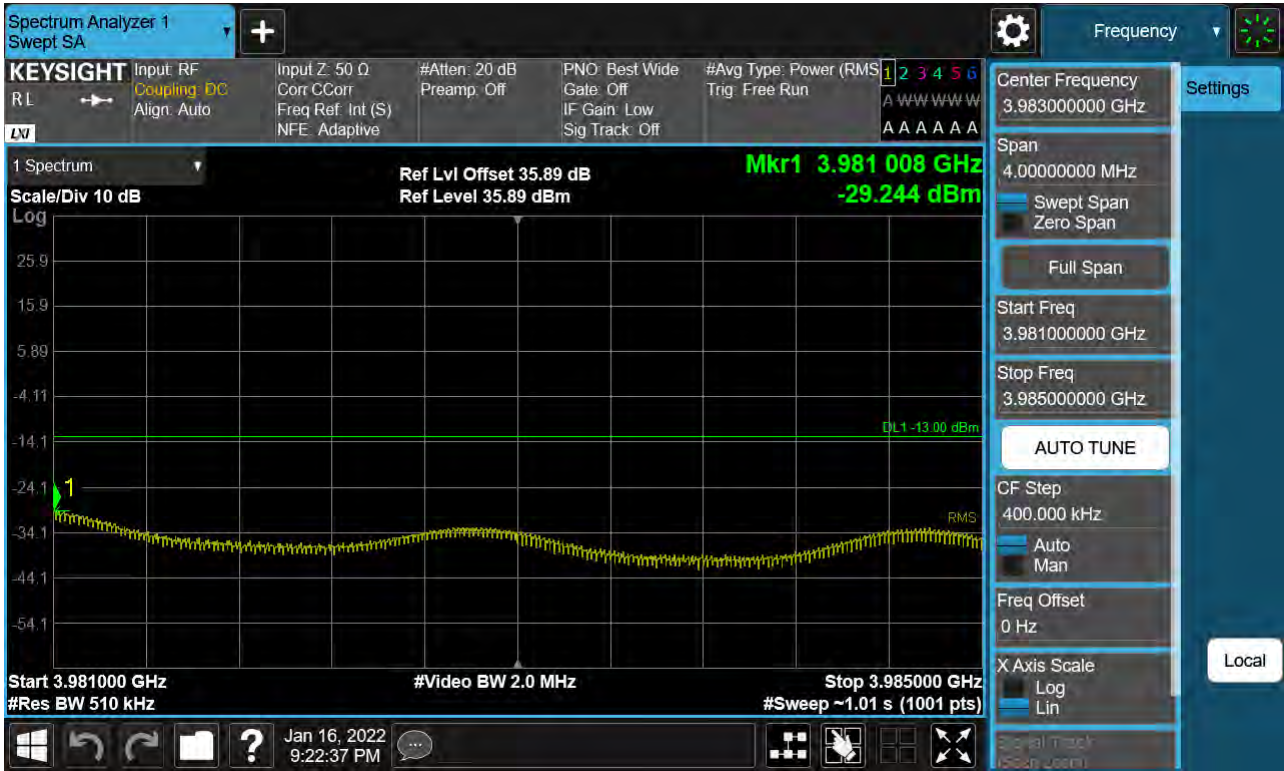 Spectrum Analyzer 1
Swept SA
Frequency
KEYSIGHT
RL
LXI
Input: RF
Coupling: DC
Align: Auto
Input Z: 50 Ω
Corr CCorr
Freq Ref: Int (S)
NFE: Adaptive
#Atten: 20 dB
Preamp: Off
PNO: Best Wide
Gate: Off
IF Gain: Low
Sig Track: Off
#Avg Type: Power (RMS
Trig: Free Run
1 2 3 4 5 6
A W W W W W
A A A A A A
1 Spectrum
Scale/Div 10 dB
Log
Ref Lvl Offset 35.89 dB
Ref Level 35.89 dBm
Mkr1 3.981 008 GHz
-29.244 dBm
25.9
15.9
5.89
-4.11
-14.1
-24.1
-34.1
-44.1
-54.1
DL1 -13.00 dBm
1
RMS
Start 3.981000 GHz
#Res BW 510 kHz
#Video BW 2.0 MHz
Stop 3.985000 GHz
#Sweep ~1.01 s (1001 pts)
Center Frequency
3.983000000 GHz
Settings
Span
4.00000000 MHz
Swept Span
Zero Span
Full Span
Start Freq
3.981000000 GHz
Stop Freq
3.985000000 GHz
AUTO TUNE
CF Step
400.000 kHz
Auto
Man
Freq Offset
0 Hz
X Axis Scale
Log
Lin
Signal Track
(Span Zoom)
Local
?
Jan 16, 2022
9:22:37 PM